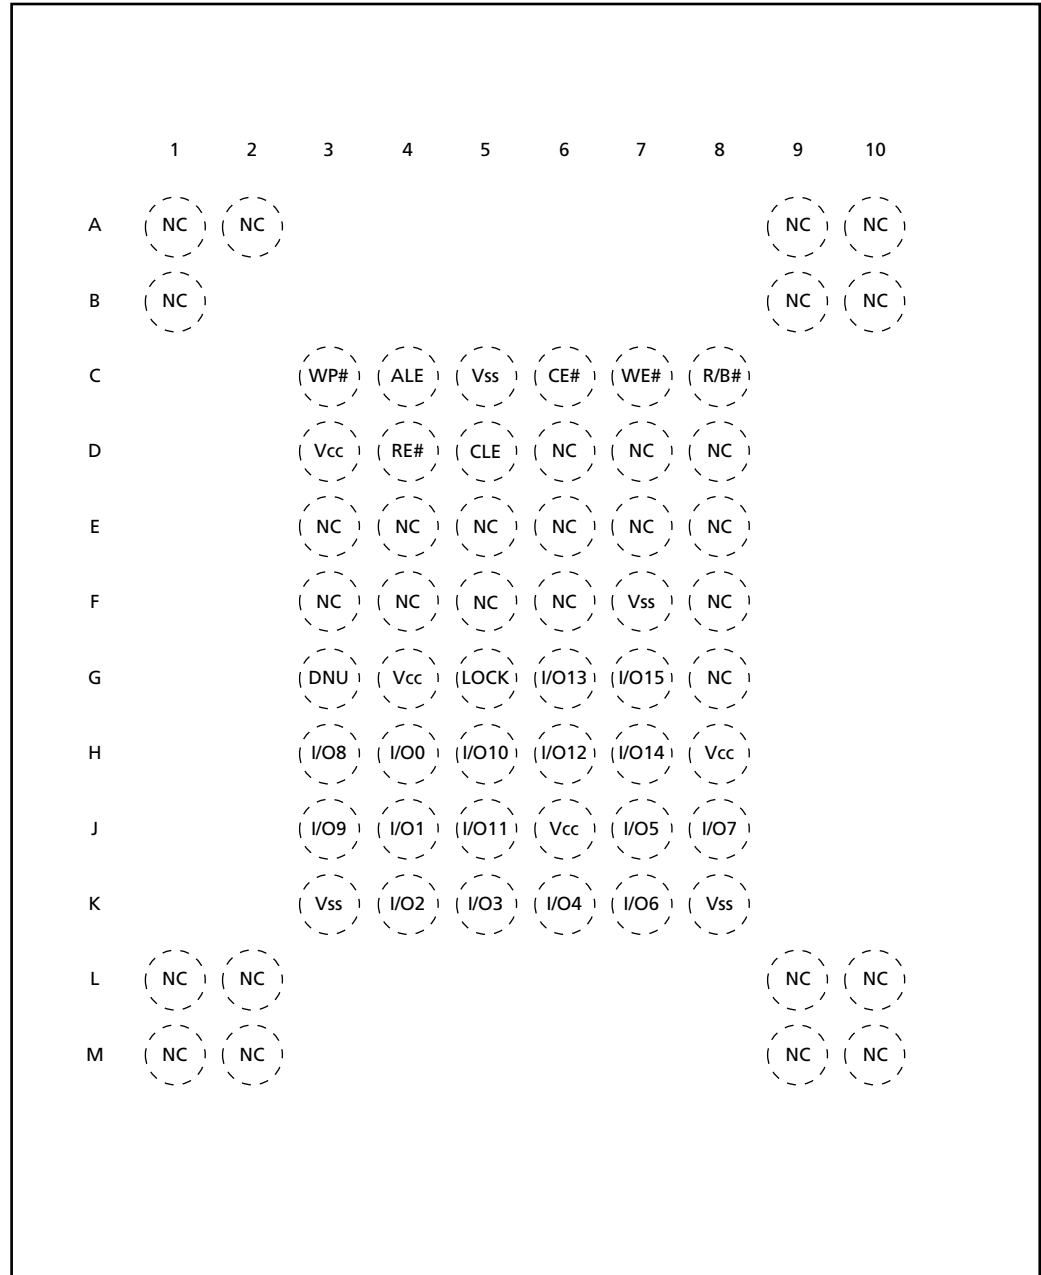 1 2 3 4 5 6 7 8 9 10
A NC NC NC NC
B NC NC NC
C WP# ALE Vss CE# WE# R/B#
D Vcc RE# CLE NC NC NC
E NC NC NC NC NC NC
F NC NC NC NC Vss NC
G DNU Vcc LOCK I/O13 I/O15 NC
H I/O8 I/O0 I/O10 I/O12 I/O14 Vcc
J I/O9 I/O1 I/O11 Vcc I/O5 I/O7
K Vss I/O2 I/O3 I/O4 I/O6 Vss
L NC NC NC NC
M NC NC NC NC